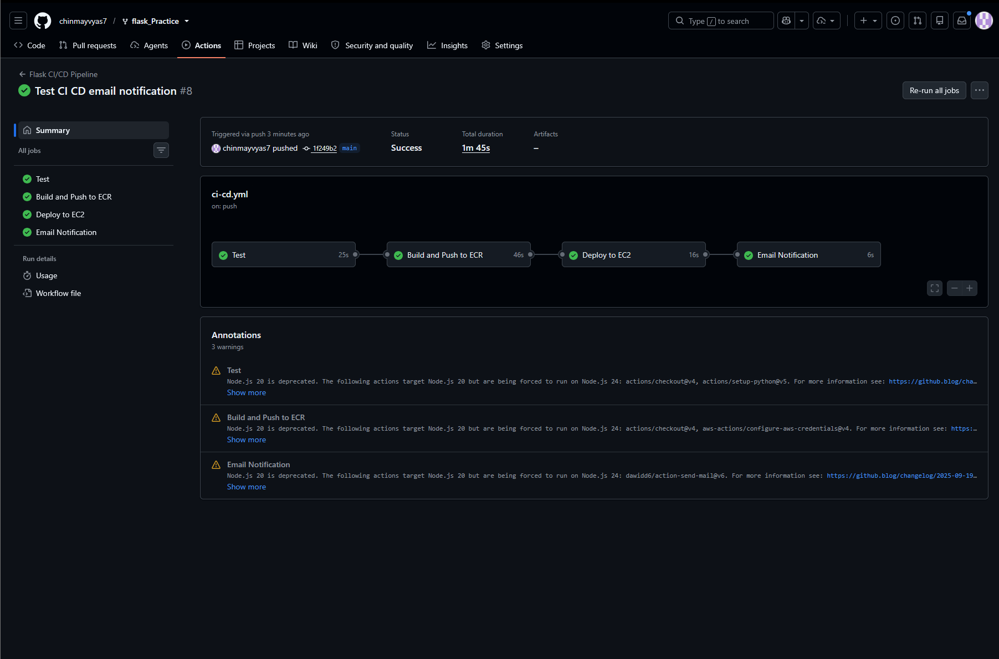 chinmayvyas7 / flask_Practice
Type / to search
Code
Pull requests
Agents
Actions
Projects
Wiki
Security and quality
Insights
Settings
Flask CI/CD Pipeline
Test CI CD email notification #8
Re-run all jobs
Summary
All jobs
Test
Build and Push to ECR
Deploy to EC2
Email Notification
Run details
Usage
Workflow file
Triggered via push 3 minutes ago
chinmayvyas7 pushed 1f249b2 main
Status
Success
Total duration
1m 45s
Artifacts
–
ci-cd.yml
on: push
Test 25s
Build and Push to ECR 46s
Deploy to EC2 16s
Email Notification 6s
Annotations
3 warnings
Test
Node.js 20 is deprecated. The following actions target Node.js 20 but are being forced to run on Node.js 24: actions/checkout@v4, actions/setup-python@v5. For more information see: https://github.blog/cha…
Show more
Build and Push to ECR
Node.js 20 is deprecated. The following actions target Node.js 20 but are being forced to run on Node.js 24: actions/checkout@v4, aws-actions/configure-aws-credentials@v4. For more information see: https:…
Show more
Email Notification
Node.js 20 is deprecated. The following actions target Node.js 20 but are being forced to run on Node.js 24: dawidd6/action-send-mail@v6. For more information see: https://github.blog/changelog/2025-09-19…
Show more